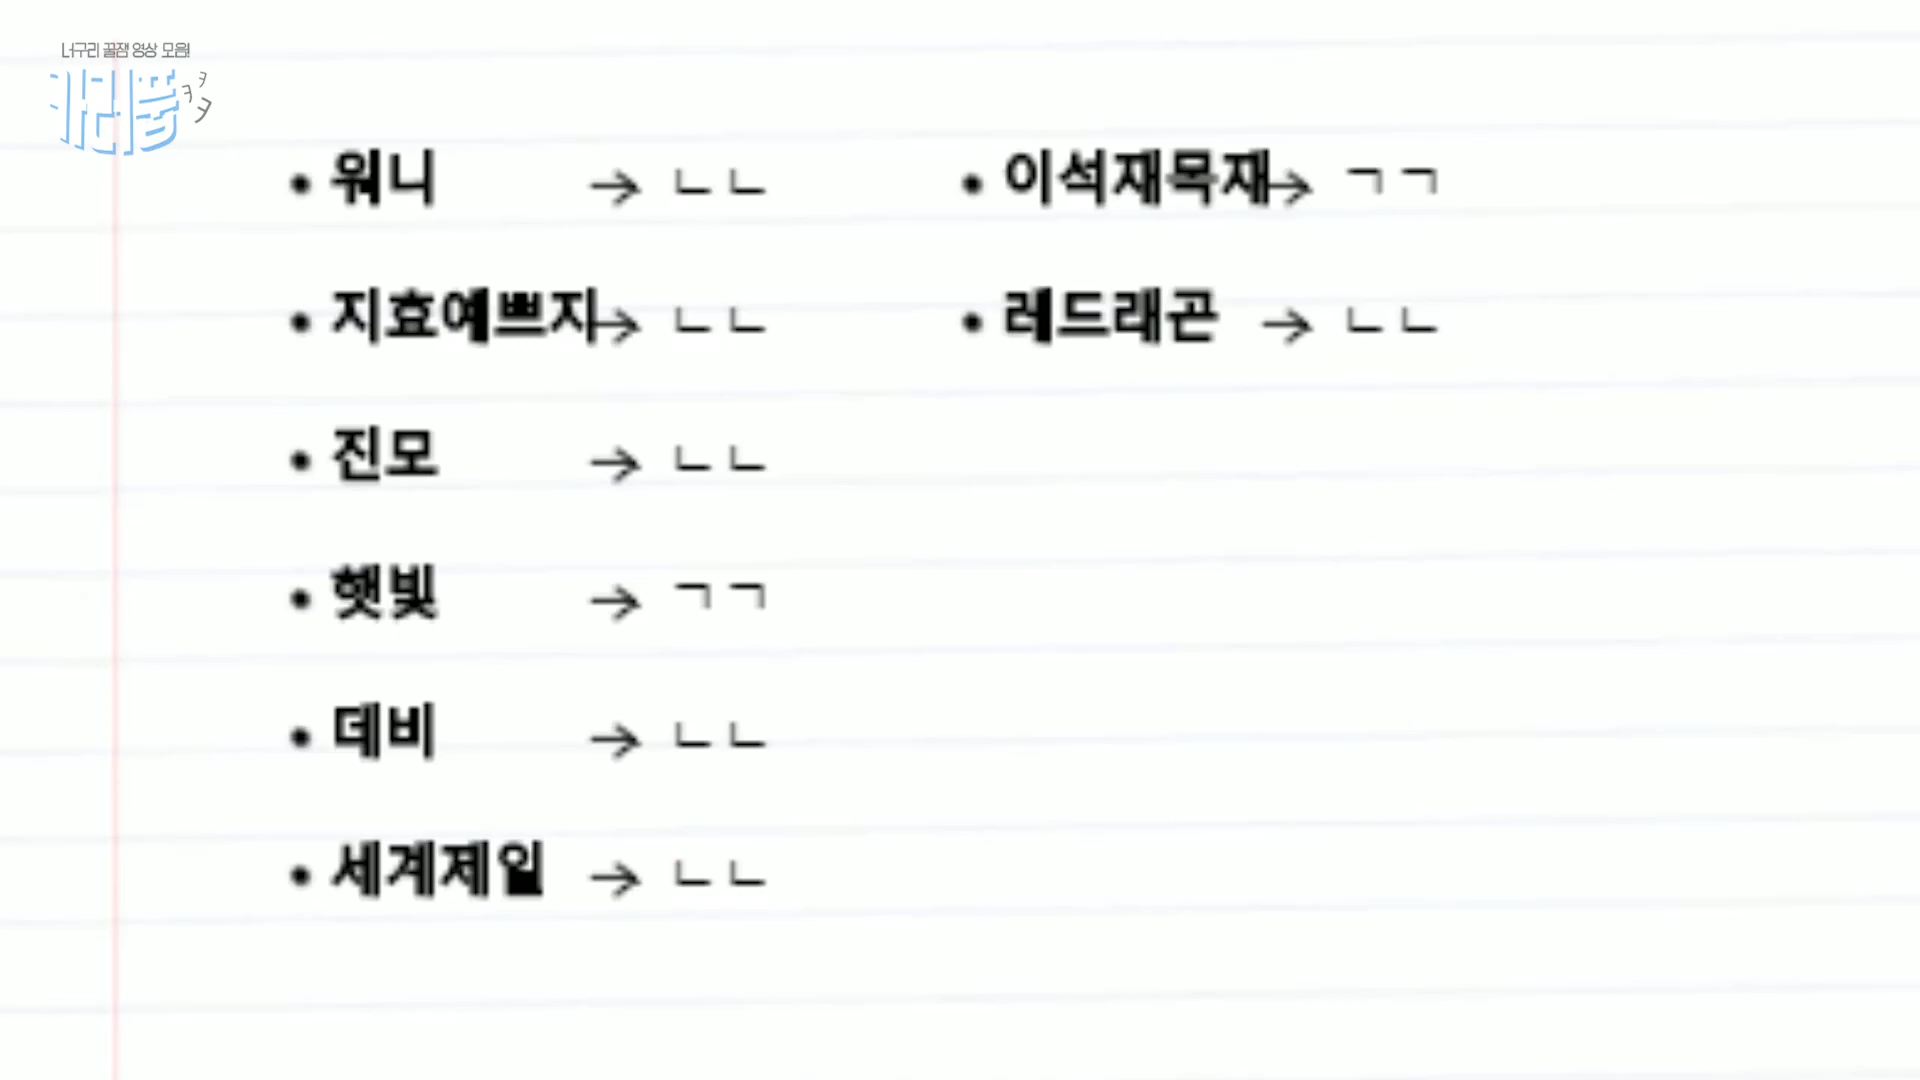 너구리 꿀잼 영상 모음!
ㅋㅋㅋ
• 워니 → ㄴㄴ
• 지효예쁘지→ ㄴㄴ
• 진모 → ㄴㄴ
• 햇빛 → ㄱㄱ
• 데비 → ㄴㄴ
• 세계제일 → ㄴㄴ
• 이석재목재→ ㄱㄱ
• 레드래곤 → ㄴㄴ